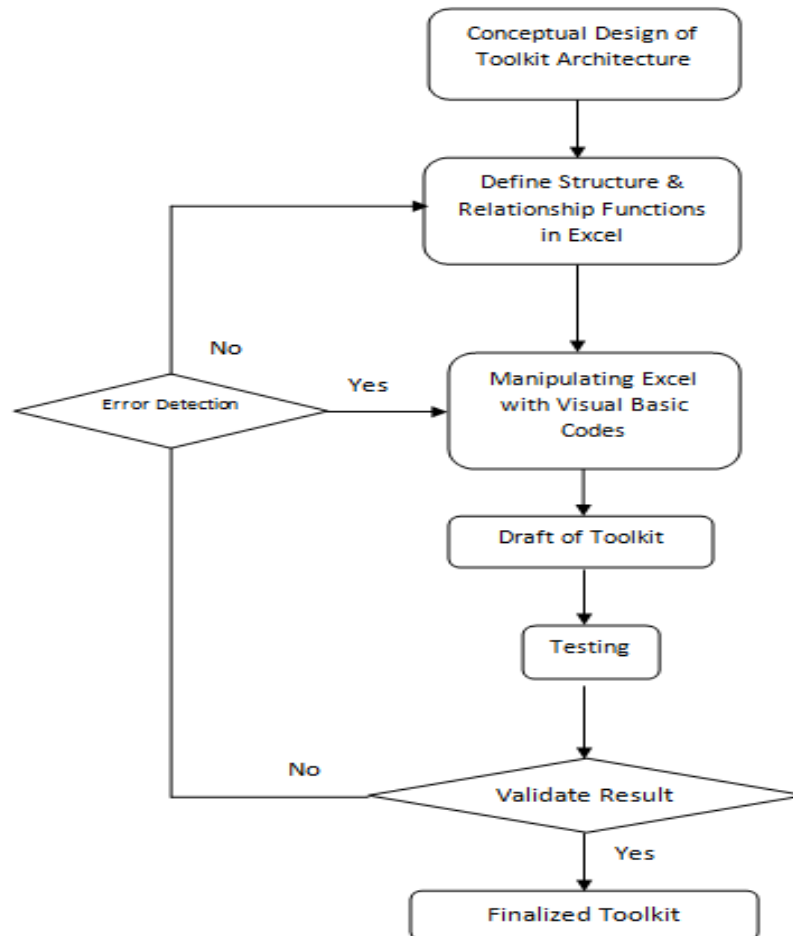 Conceptual Design of
Toolkit Architecture
Define Structure &
Relationship Functions
in Excel
No
Error Detection
Yes
Manipulating Excel
with Visual Basic
Codes
Draft of Toolkit
Testing
No
Validate Result
Yes
Finalized Toolkit